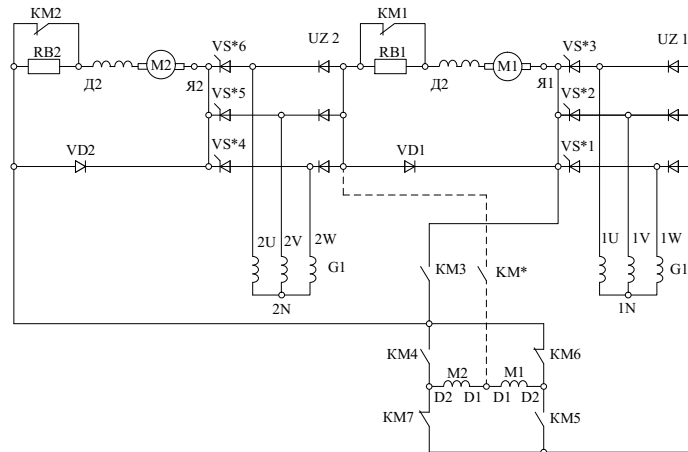 KM2
KM1
RB2
M2
VS*6
UZ 2
RB1
M1
VS*3
UZ 1
Д2
Я2
Д2
Я1
VS*5
VS*2
VD2
VS*4
VD1
VS*1
2U
2V
2W
1U
1V
1W
G1
KM3
KM*
G1
2N
1N
KM4
M2
M1
KM6
D2
D1
D1
D2
KM7
KM5